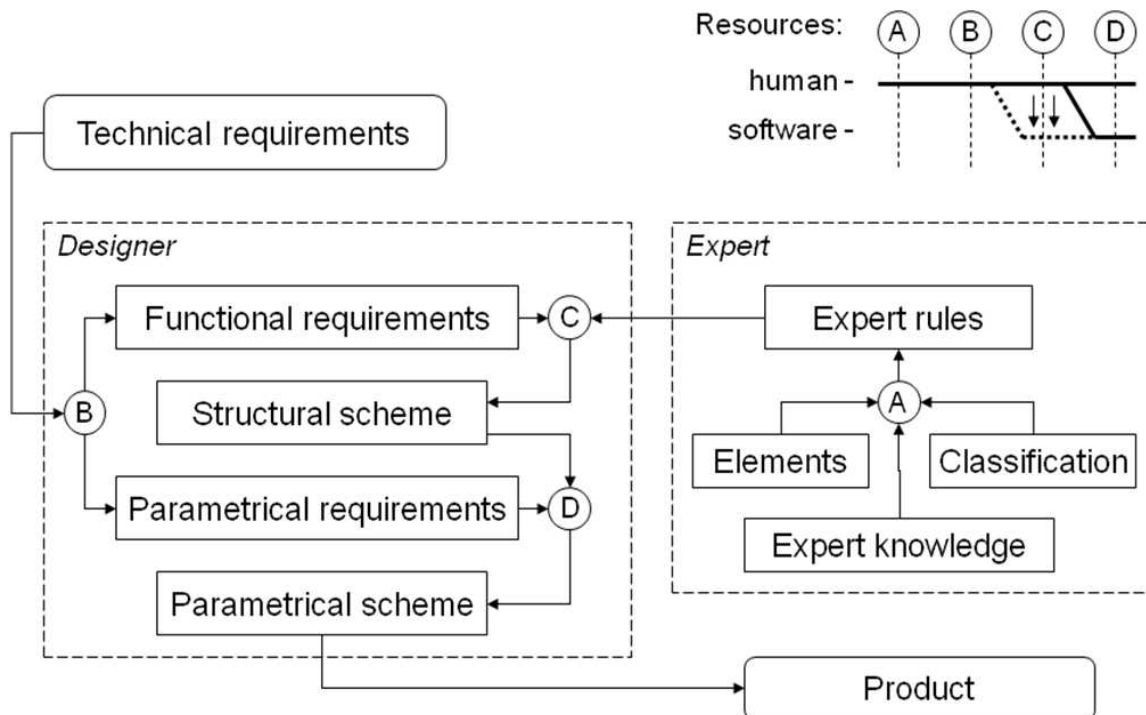 Resources: A B C D
human -
software -
Technical requirements
Designer
Functional requirements
C
B
Structural scheme
Parametrical requirements
D
Parametrical scheme
Expert
Expert rules
A
Elements
Classification
Expert knowledge
Product